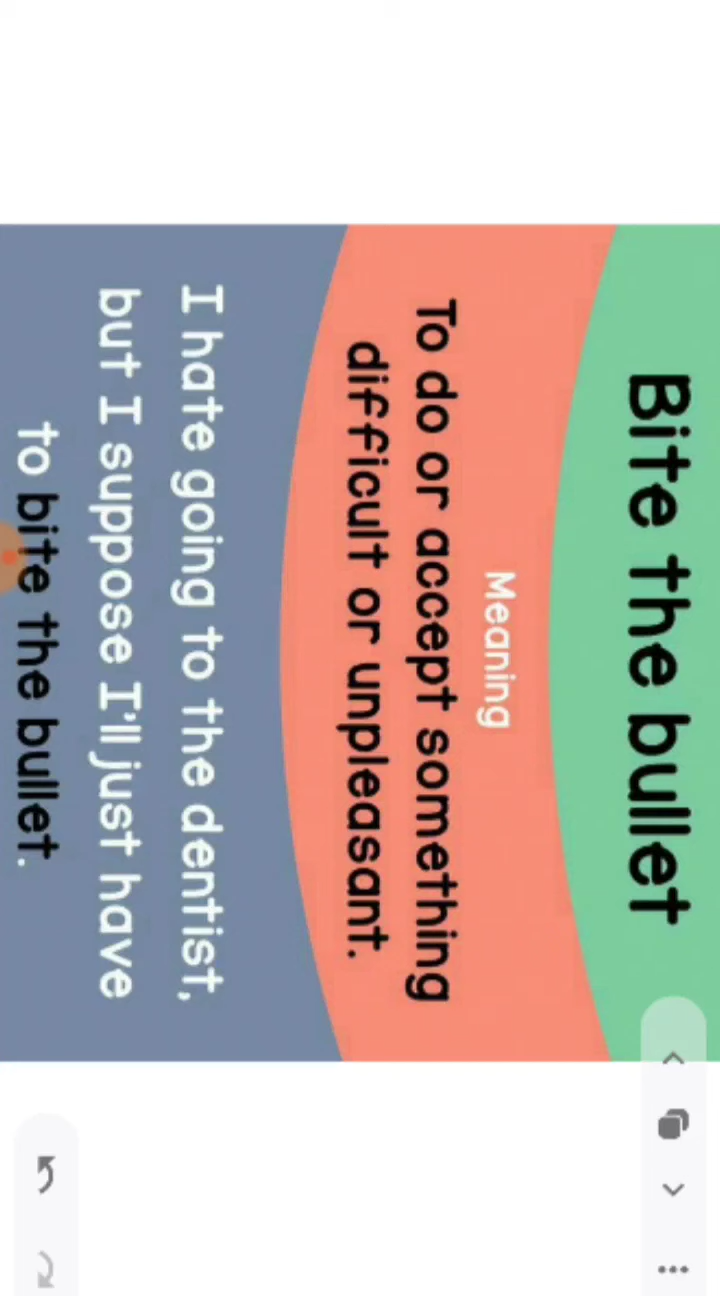 Bite the bullet
Meaning
To do or accept something
difficult or unpleasant.
I hate going to the dentist,
but I suppose I'll just have
to bite the bullet.